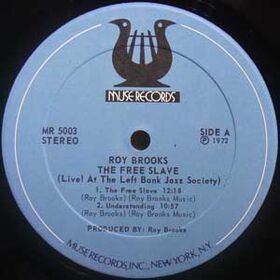 MUSE RECORDS
MR 5003
STEREO
SIDE A
℗ 1972
ROY BROOKS
THE FREE SLAVE
(Live! At The Left Bank Jazz Society)
1. The Free Slave 12:18
(Roy Brooks) (Roy Brooks Music)
2. Understanding 10:57
(Roy Brooks) (Roy Brooks Music)
PRODUCED BY: Roy Brooks
MUSE RECORDS, INC., NEW YORK, N.Y.